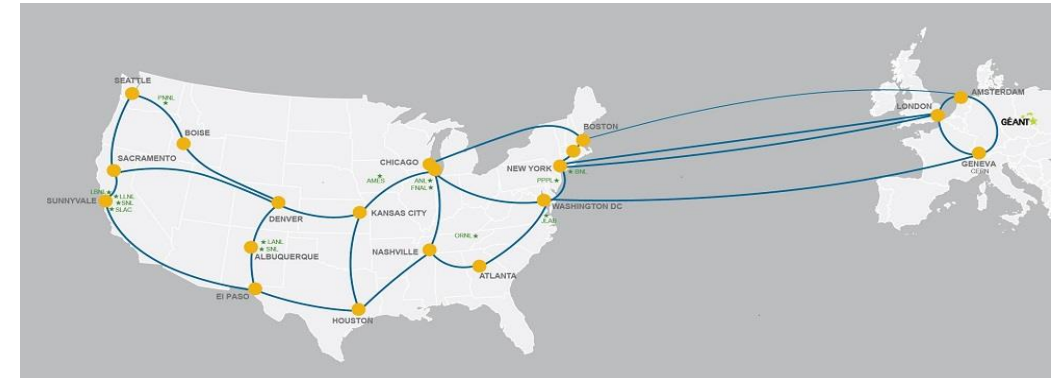 SEATTLE
PNNL
BOISE
SACRAMENTO
LBNL
LLNL
SNL
SUNNYVALE
SLAC
DENVER
LANL
SNL
ALBUQUERQUE
El PASO
HOUSTON
KANSAS CITY
AMES
CHICAGO
ANL
FNAL
NASHVILLE
ORNL
ATLANTA
BOSTON
NEW YORK
BNL
PPPL
WASHINGTON DC
JLAB
LONDON
AMSTERDAM
GÉANT
GENEVA
CERN